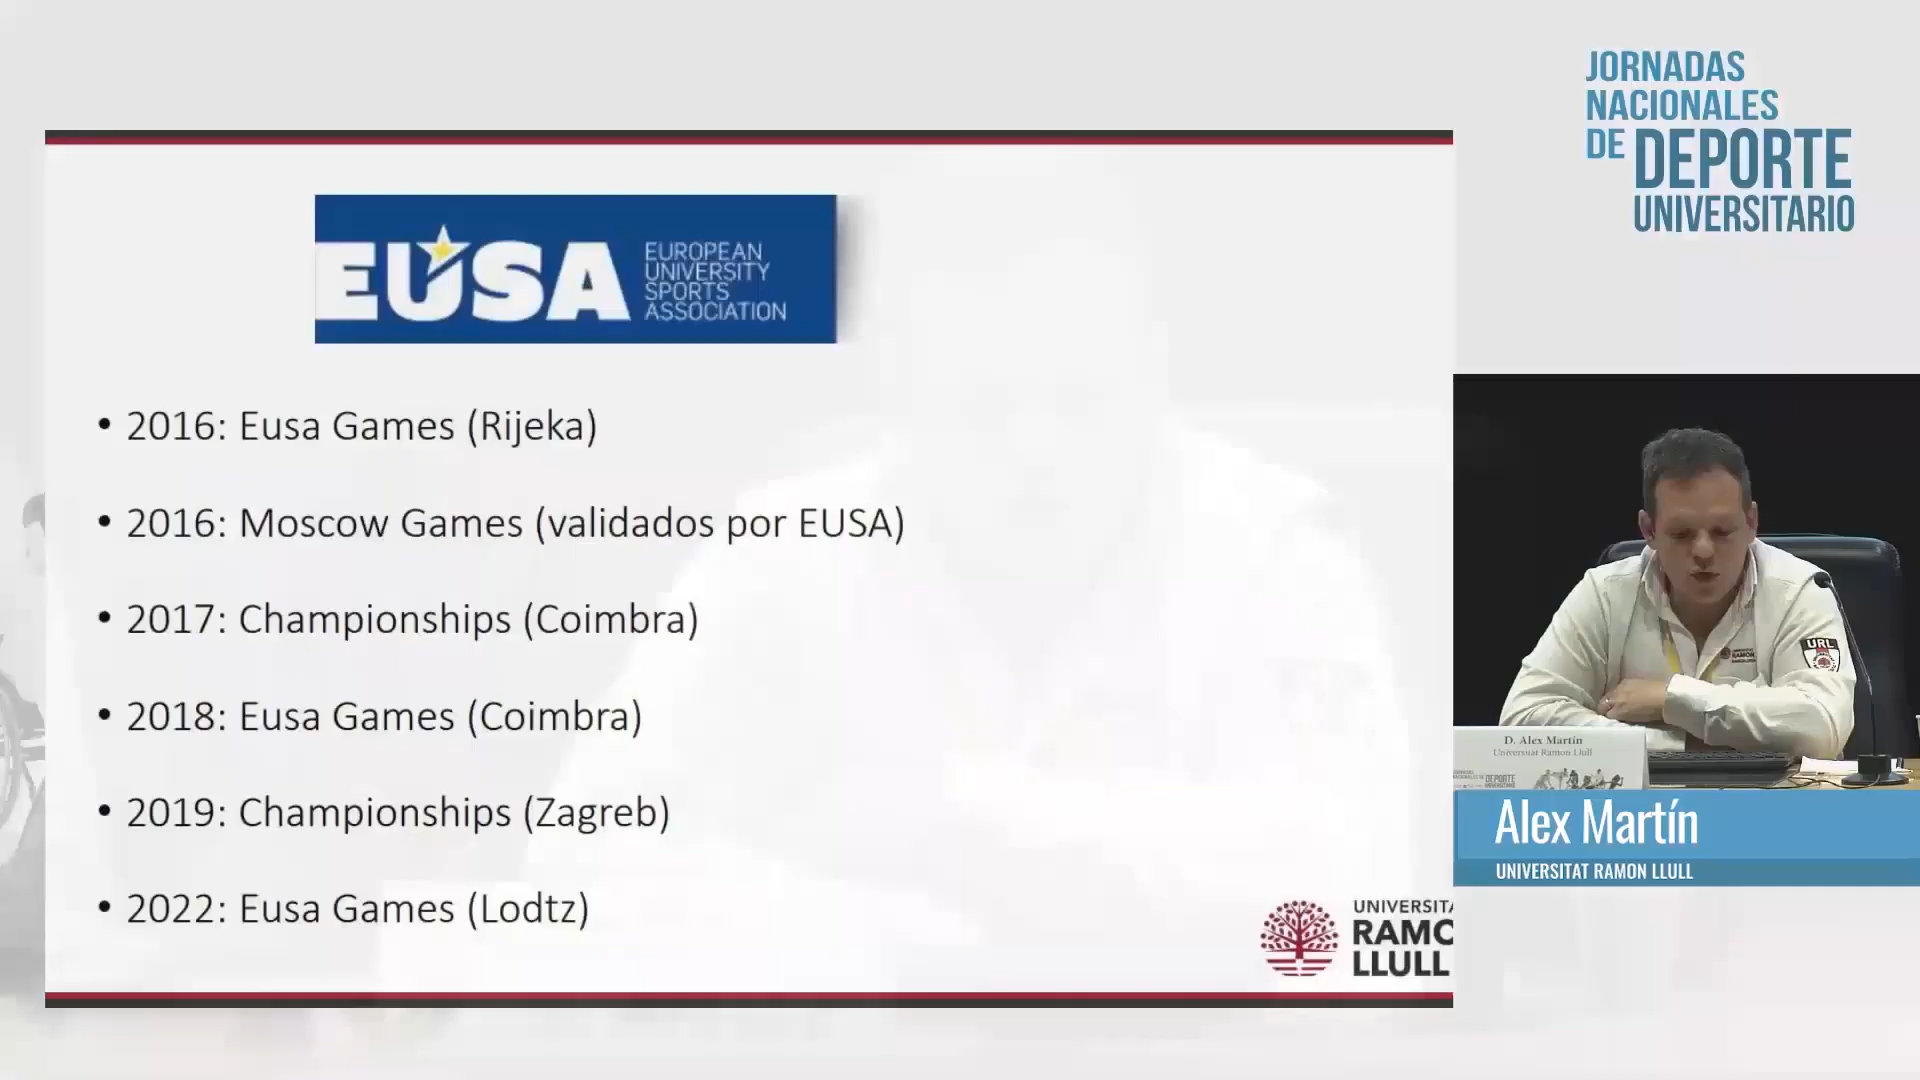 JORNADAS
NACIONALES
DE DEPORTE
UNIVERSITARIO
EUSA
EUROPEAN
UNIVERSITY
SPORTS
ASSOCIATION
• 2016: Eusa Games (Rijeka)
• 2016: Moscow Games (validados por EUSA)
• 2017: Championships (Coimbra)
• 2018: Eusa Games (Coimbra)
• 2019: Championships (Zagreb)
• 2022: Eusa Games (Lodtz)
UNIVERSITA
RAMO
LLULL
URL
D. Alex Martín
Universitat Ramon Llull
DEPORTE
Alex Martín
UNIVERSITAT RAMON LLULL